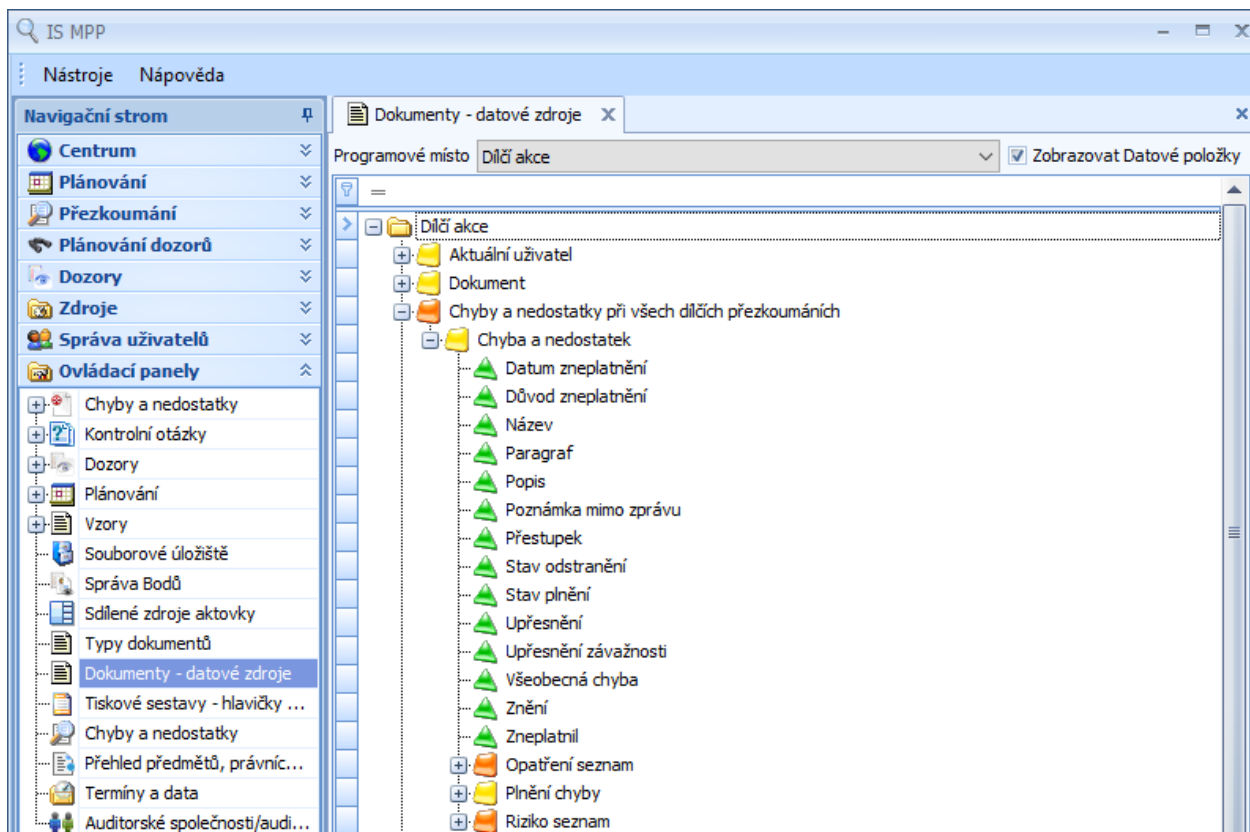 IS MPP
Nástroje Nápověda
Navigační strom
Centrum
Plánování
Přezkoumání
Plánování dozorů
Dozory
Zdroje
Správa uživatelů
Ovládací panely
Chyby a nedostatky
Kontrolní otázky
Dozory
Plánování
Vzory
Souborové úložiště
Správa Bodů
Sdílené zdroje aktovky
Typy dokumentů
Dokumenty - datové zdroje
Tiskové sestavy - hlavičky ...
Chyby a nedostatky
Přehled předmětů, právnic...
Termíny a data
Auditorské společnosti/audi...
Dokumenty - datové zdroje
Programové místo Dílčí akce Zobrazovat Datové položky
=
Dílčí akce
Aktuální uživatel
Dokument
Chyby a nedostatky při všech dílčích přezkoumáních
Chyba a nedostatek
Datum zneplatnění
Důvod zneplatnění
Název
Paragraf
Popis
Poznámka mimo zprávu
Přestupek
Stav odstranění
Stav plnění
Upřesnění
Upřesnění závažnosti
Všeobecná chyba
Znění
Zneplatnil
Opatření seznam
Plnění chyby
Riziko seznam